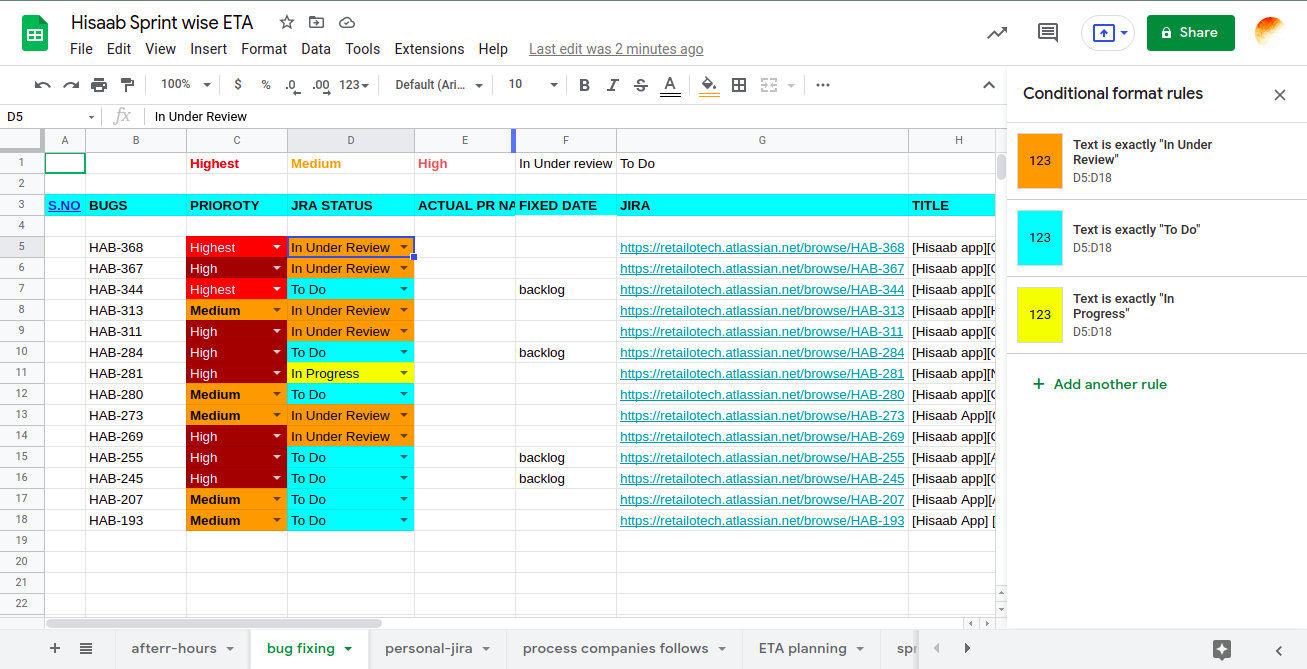 Hisaab Sprint wise ETA
File Edit View Insert Format Data Tools Extensions Help Last edit was 2 minutes ago
Share
100% $ % .0 .00 123 Default (Ari... 10 B I S A
D5 fx In Under Review
A B C D E F G H
1 Highest Medium High In Under review To Do
2
3 S.NO BUGS PRIOROTY JRA STATUS ACTUAL PR NA FIXED DATE JIRA TITLE
4
5 HAB-368 Highest In Under Review https://retailotech.atlassian.net/browse/HAB-368 [Hisaab app][
6 HAB-367 High In Under Review https://retailotech.atlassian.net/browse/HAB-367 [Hisaab app][
7 HAB-344 Highest To Do backlog https://retailotech.atlassian.net/browse/HAB-344 [Hisaab app][
8 HAB-313 Medium In Under Review https://retailotech.atlassian.net/browse/HAB-313 [Hisaab app][
9 HAB-311 High In Under Review https://retailotech.atlassian.net/browse/HAB-311 [Hisaab app][
10 HAB-284 High To Do backlog https://retailotech.atlassian.net/browse/HAB-284 [Hisaab app][
11 HAB-281 High In Progress https://retailotech.atlassian.net/browse/HAB-281 [Hisaab app][
12 HAB-280 Medium To Do https://retailotech.atlassian.net/browse/HAB-280 [Hisaab app][
13 HAB-273 Medium In Under Review https://retailotech.atlassian.net/browse/HAB-273 [Hisaab App][
14 HAB-269 High In Under Review https://retailotech.atlassian.net/browse/HAB-269 [Hisaab app][
15 HAB-255 High To Do backlog https://retailotech.atlassian.net/browse/HAB-255 [Hisaab app][
16 HAB-245 High To Do backlog https://retailotech.atlassian.net/browse/HAB-245 [Hisaab app][
17 HAB-207 Medium To Do https://retailotech.atlassian.net/browse/HAB-207 [Hisaab App][
18 HAB-193 Medium To Do https://retailotech.atlassian.net/browse/HAB-193 [Hisaab App] [
19
20
21
22
Conditional format rules
123 Text is exactly "In Under
Review"
D5:D18
123 Text is exactly "To Do"
D5:D18
123 Text is exactly "In
Progress"
D5:D18
+ Add another rule
afterr-hours bug fixing personal-jira process companies follows ETA planning spr